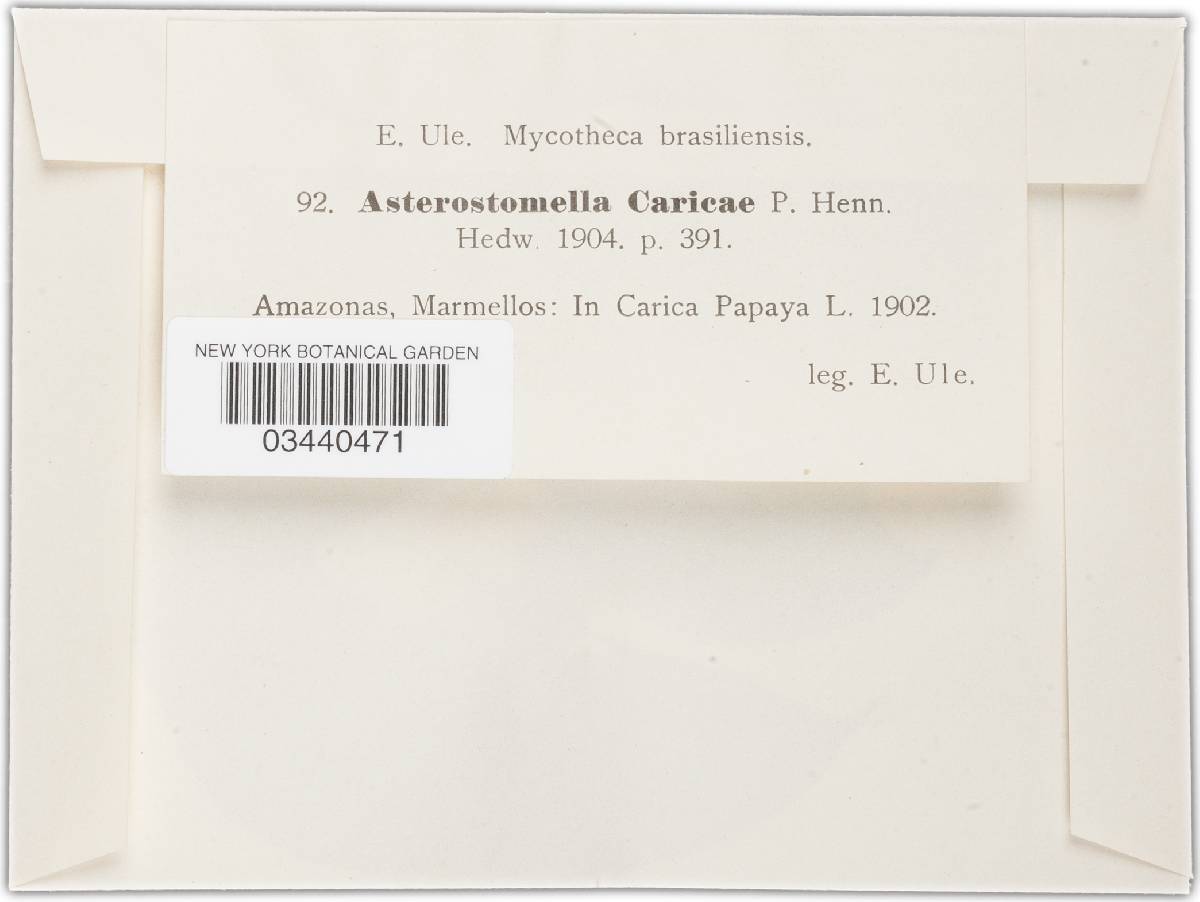 E. Ule. Mycotheca brasiliensis.
92. Asterostomella Caricae P. Henn.
Hedw. 1904. p. 391.
Amazonas, Marmellos: In Carica Papaya L. 1902.
leg. E. Ule.
NEW YORK BOTANICAL GARDEN
03440471